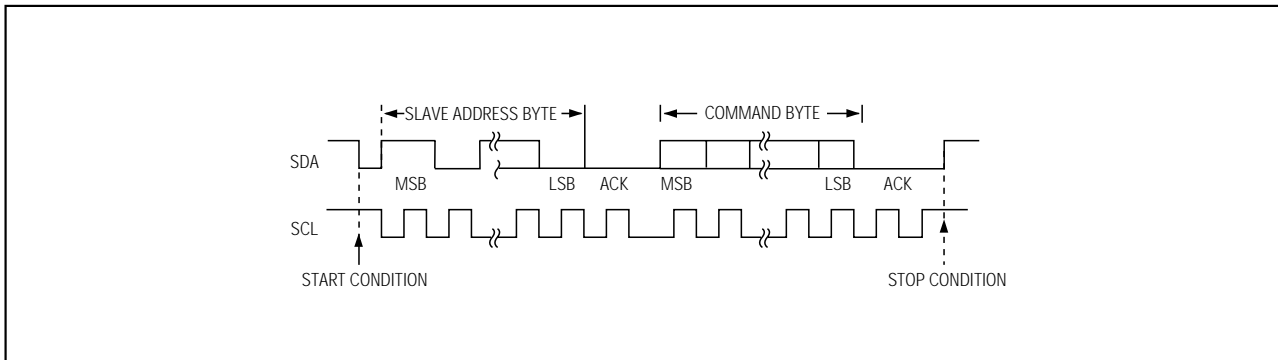 SLAVE ADDRESS BYTE COMMAND BYTE
SDA
MSB LSB ACK MSB LSB ACK
SCL
START CONDITION STOP CONDITION